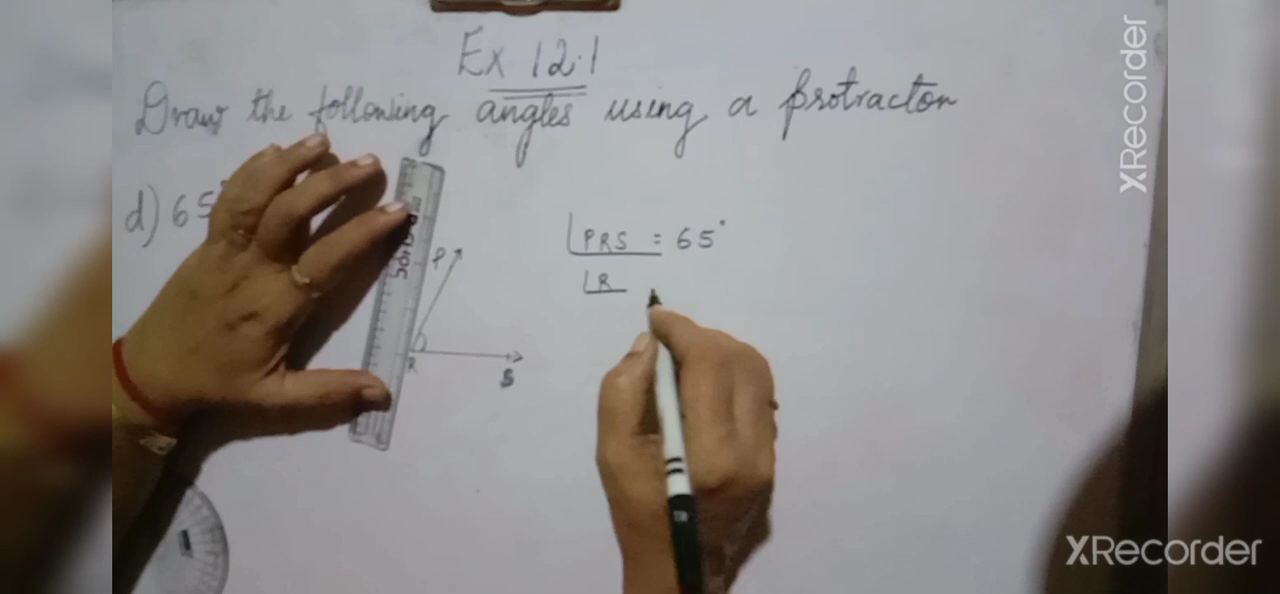 Ex 12.1
Draw the following angles using a protractor
d) 65°
P
R
S
∠PRS = 65°
∠R
XRecorder
XRecorder